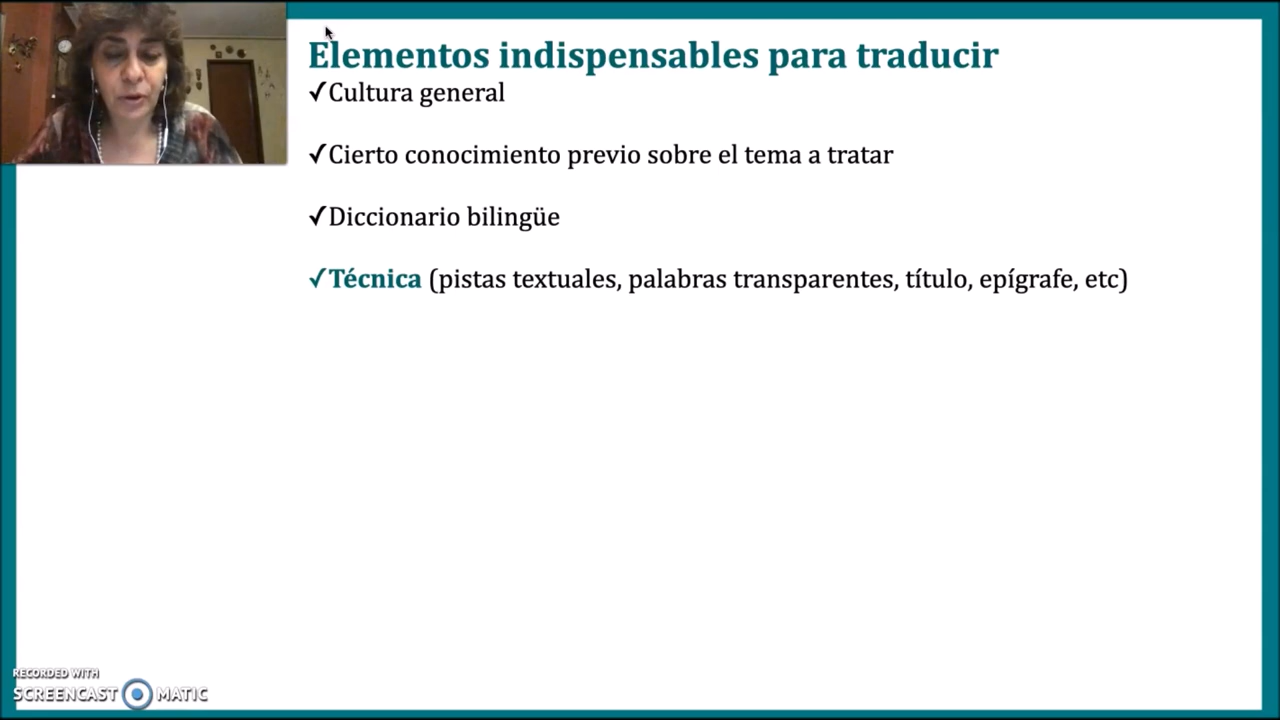 Elementos indispensables para traducir
✓Cultura general
✓Cierto conocimiento previo sobre el tema a tratar
✓Diccionario bilingüe
✓Técnica (pistas textuales, palabras transparentes, título, epígrafe, etc)
RECORDED WITH
SCREENCAST MATIC